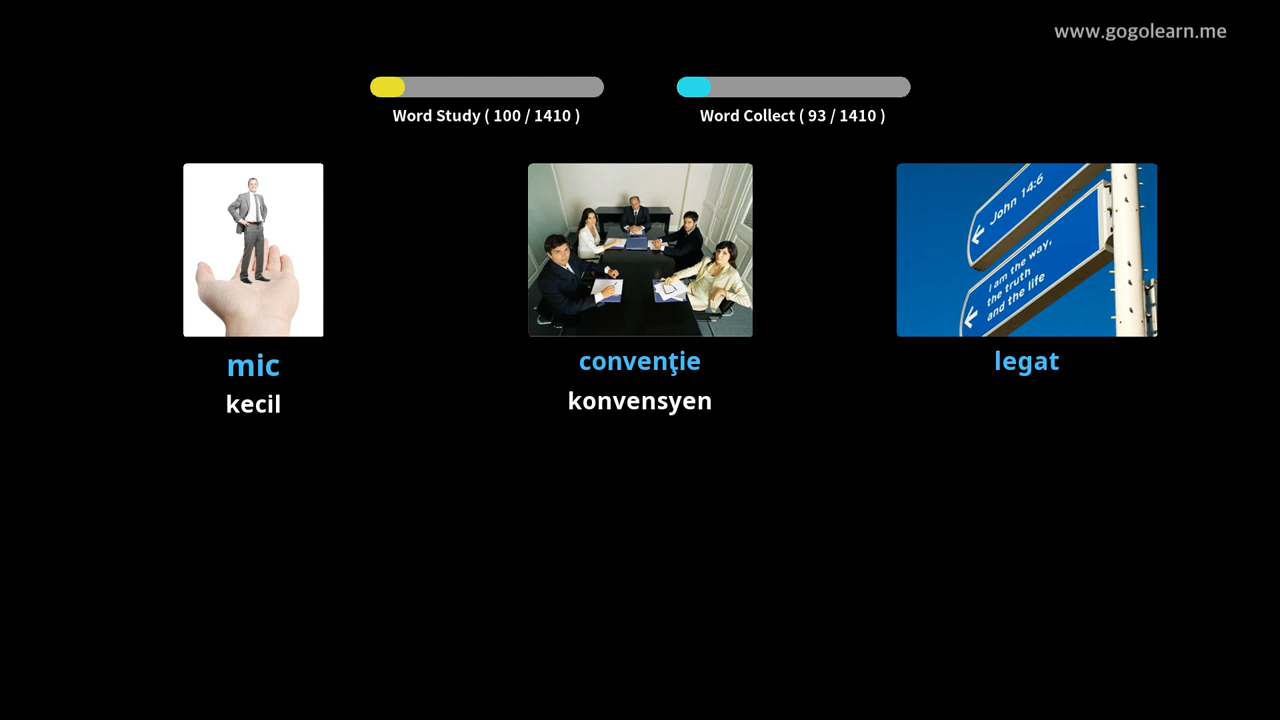 www.gogolearn.me
Word Study ( 100 / 1410 )
Word Collect ( 93 / 1410 )
John 14:6
I am the way,
the truth
and the life
mic
convenţie
legat
kecil
konvensyen